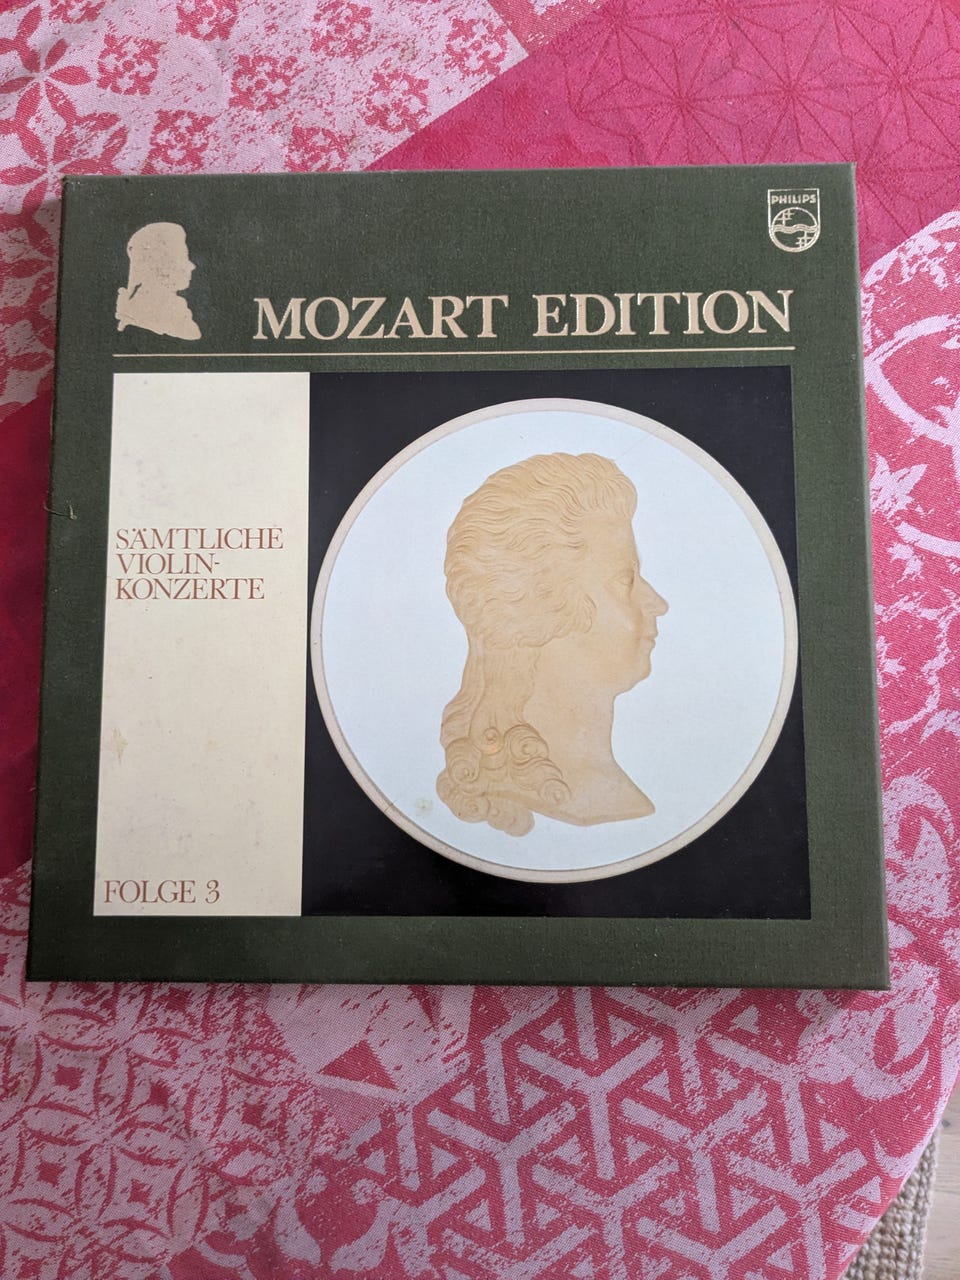 PHILIPS
MOZART EDITION
SÄMTLICHE
VIOLIN-
KONZERTE
FOLGE 3